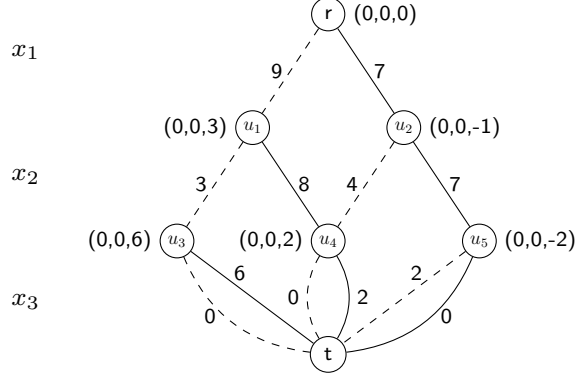 r (0,0,0)
x₁
9 7
(0,0,3) u₁ u₂ (0,0,-1)
x₂
3 8 4 7
(0,0,6) u₃ (0,0,2) u₄ u₅ (0,0,-2)
6 2
x₃
0 0 2 0
t